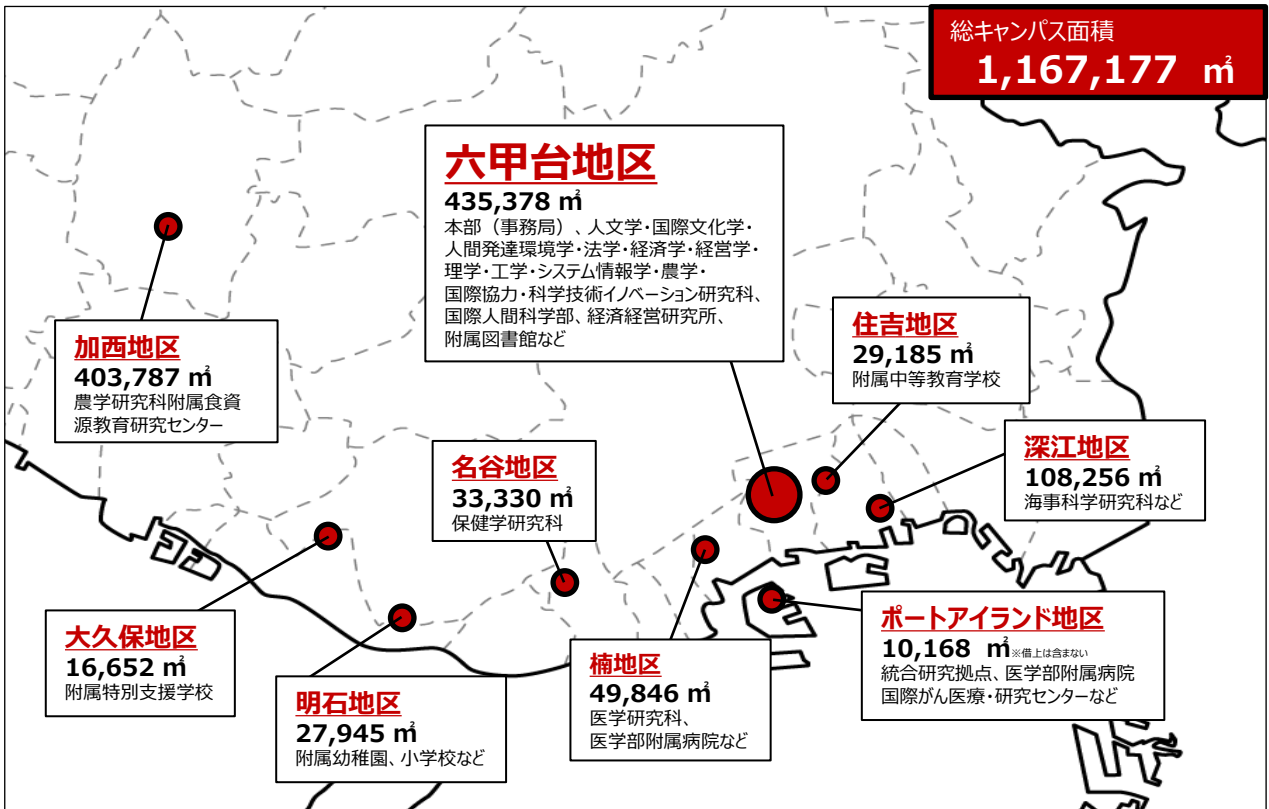 総キャンパス面積
1,167,177 ㎡
六甲台地区
435,378 ㎡
本部（事務局）、人文学・国際文化学・
人間発達環境学・法学・経済学・経営学・
理学・工学・システム情報学・農学・
国際協力・科学技術イノベーション研究科、
国際人間科学部、経済経営研究所、
附属図書館など
加西地区
403,787 ㎡
農学研究科附属食資
源教育研究センター
住吉地区
29,185 ㎡
附属中等教育学校
名谷地区
33,330 ㎡
保健学研究科
深江地区
108,256 ㎡
海事科学研究科など
大久保地区
16,652 ㎡
附属特別支援学校
明石地区
27,945 ㎡
附属幼稚園、小学校など
楠地区
49,846 ㎡
医学研究科、
医学部附属病院など
ポートアイランド地区
10,168 ㎡※借上は含まない
統合研究拠点、医学部附属病院
国際がん医療・研究センターなど